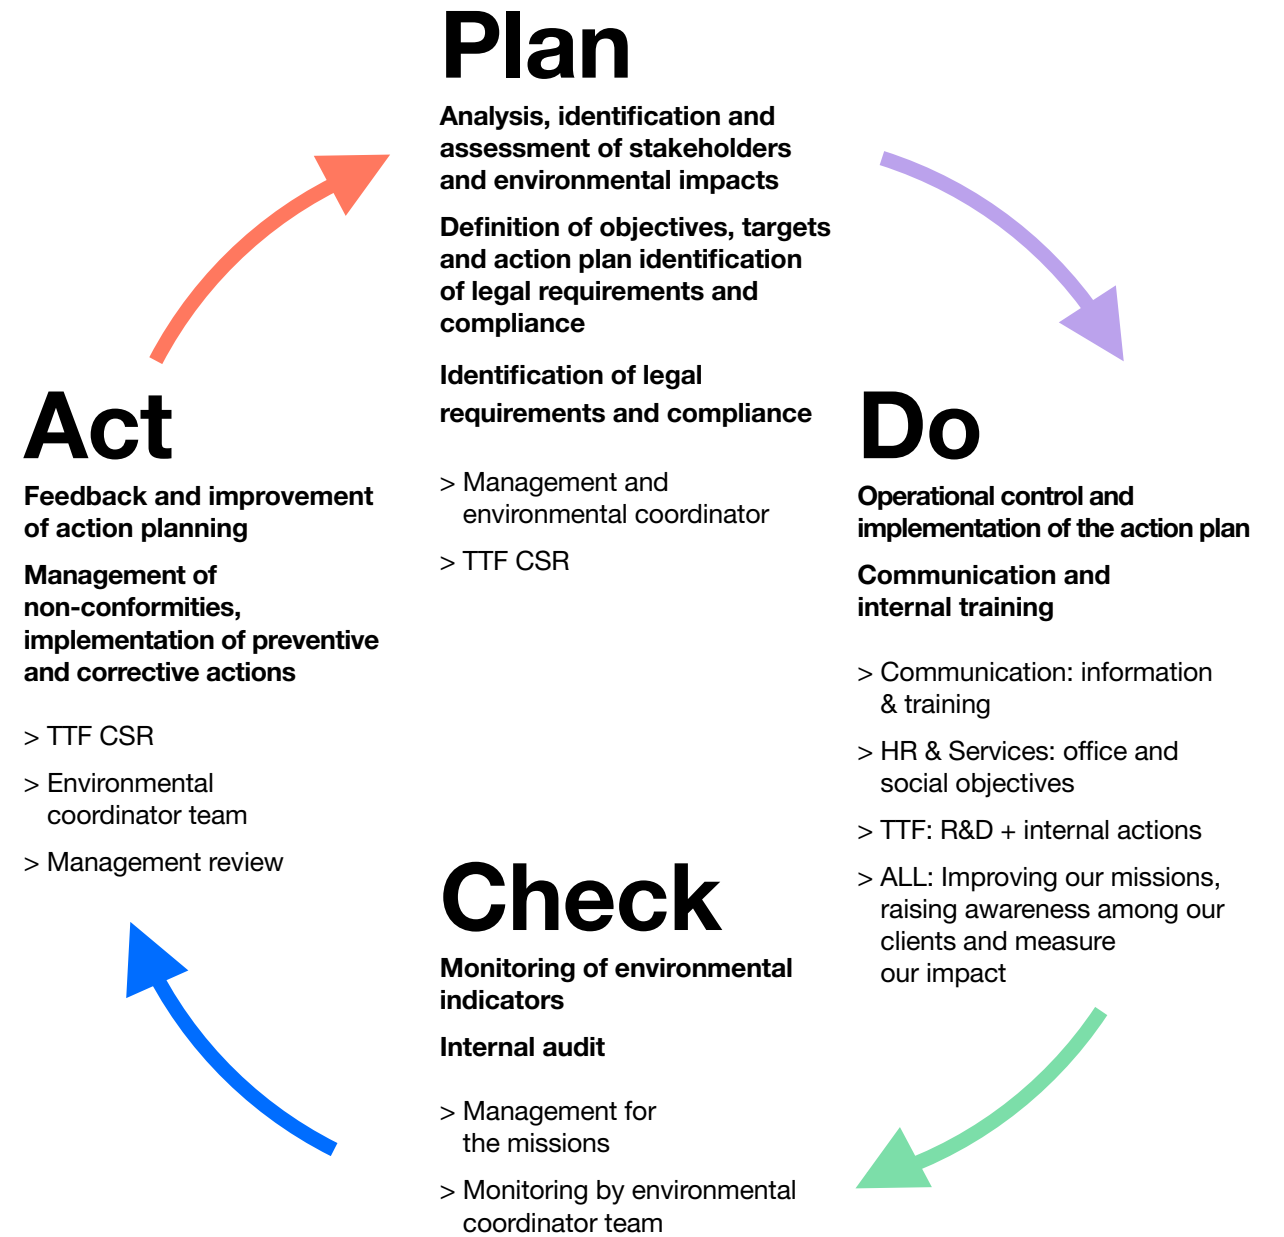 Plan
Analysis, identification and
assessment of stakeholders
and environmental impacts
Definition of objectives, targets
and action plan identification
of legal requirements and
compliance
Identification of legal
requirements and compliance
> Management and
environmental coordinator
> TTF CSR
Do
Operational control and
implementation of the action plan
Communication and
internal training
> Communication: information
& training
> HR & Services: office and
social objectives
> TTF: R&D + internal actions
> ALL: Improving our missions,
raising awareness among our
clients and measure
our impact
Check
Monitoring of environmental
indicators
Internal audit
> Management for
the missions
> Monitoring by environmental
coordinator team
Act
Feedback and improvement
of action planning
Management of
non-conformities,
implementation of preventive
and corrective actions
> TTF CSR
> Environmental
coordinator team
> Management review